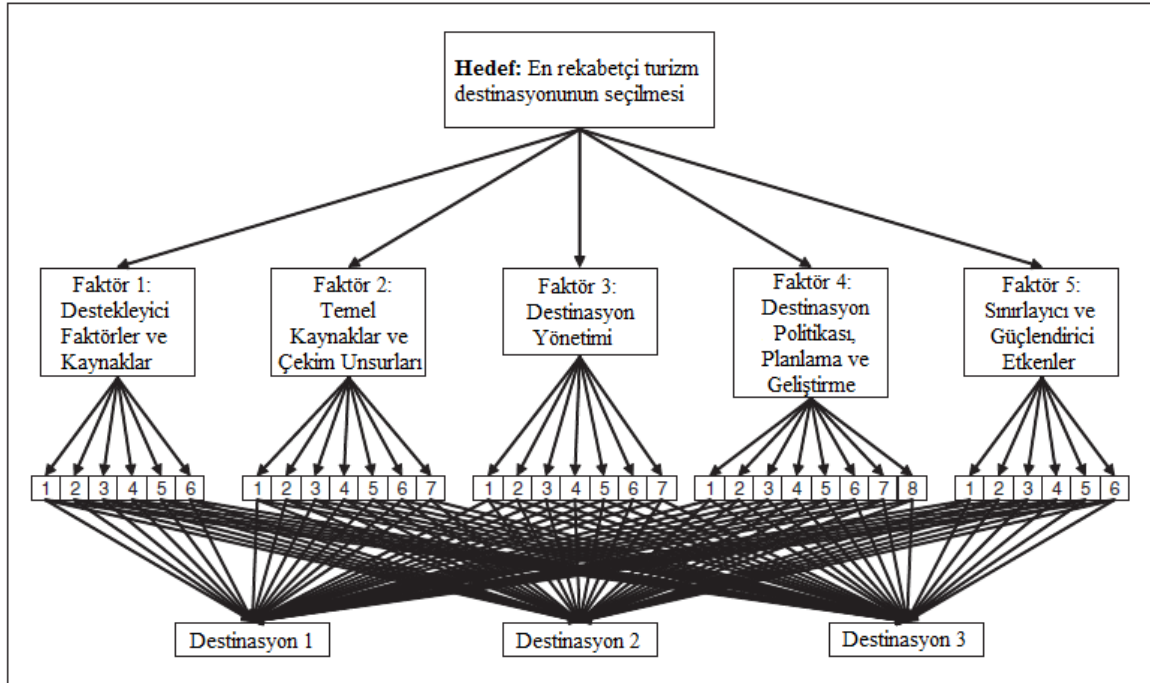 Hedef: En rekabetçi turizm
destinasyonunun seçilmesi
Faktör 1:
Destekleyici
Faktörler ve
Kaynaklar
Faktör 2:
Temel
Kaynaklar ve
Çekim Unsurları
Faktör 3:
Destinasyon
Yönetimi
Faktör 4:
Destinasyon
Politikası,
Planlama ve
Geliştirme
Faktör 5:
Sınırlayıcı ve
Güçlendirici
Etkenler
1 2 3 4 5 6
1 2 3 4 5 6 7
1 2 3 4 5 6 7
1 2 3 4 5 6 7 8
1 2 3 4 5 6
Destinasyon 1
Destinasyon 2
Destinasyon 3